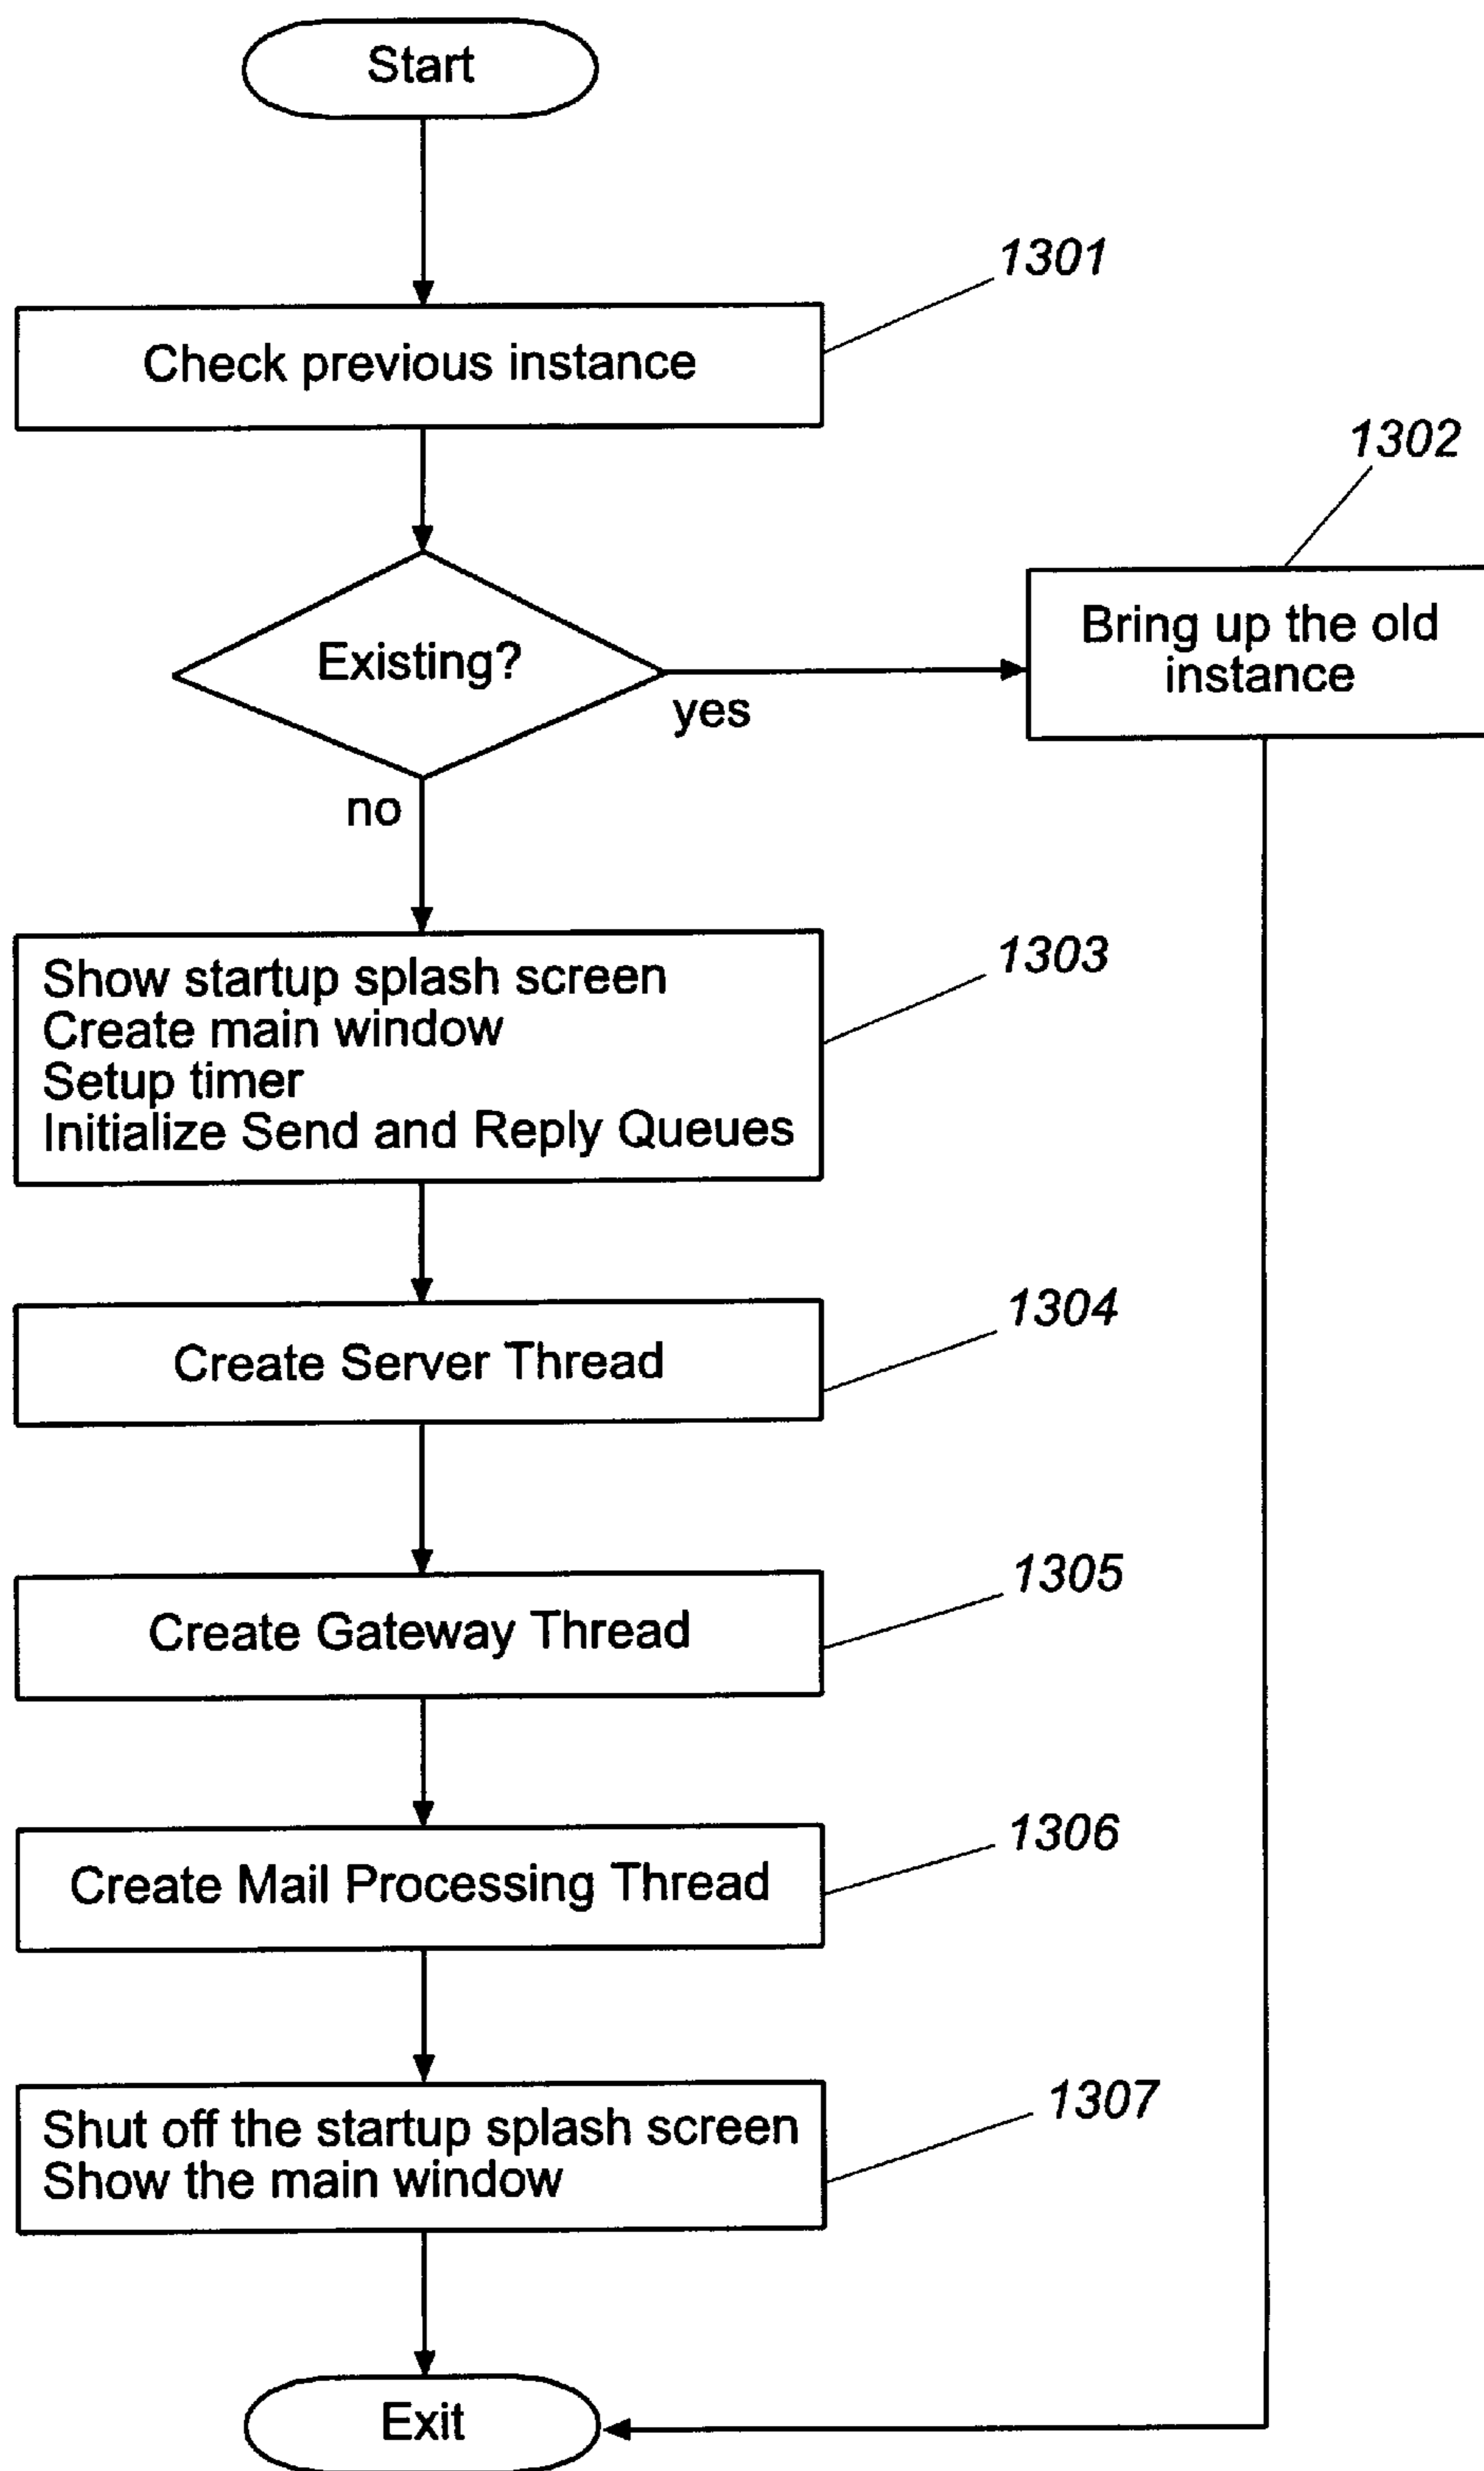 Start
1301
Check previous instance
1302
Existing?
Bring up the old
instance
yes
no
1303
Show startup splash screen
Create main window
Setup timer
Initialize Send and Reply Queues
1304
Create Server Thread
1305
Create Gateway Thread
1306
Create Mail Processing Thread
1307
Shut off the startup splash screen
Show the main window
Exit